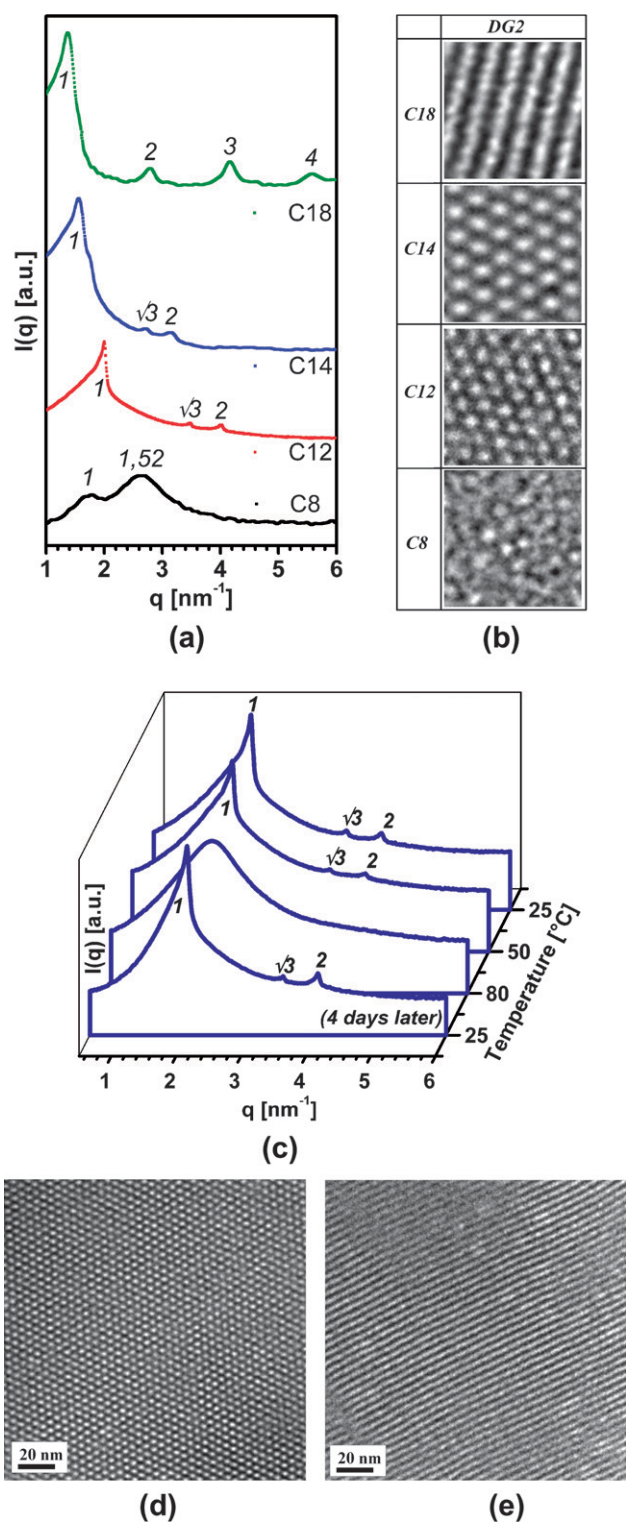 1
2
3
4
C18
1
√3
2
C14
1
√3
2
C12
1
1,52
C8
I(q) [a.u.]
1 2 3 4 5 6
q [nm⁻¹]
(a)
DG2
C18
C14
C12
C8
(b)
1
√3
2
1
√3
2
1
√3
2
(4 days later)
I(q) [a.u.]
25
50
80
25
Temperature [°C]
1 2 3 4 5 6
q [nm⁻¹]
(c)
20 nm
(d)
20 nm
(e)